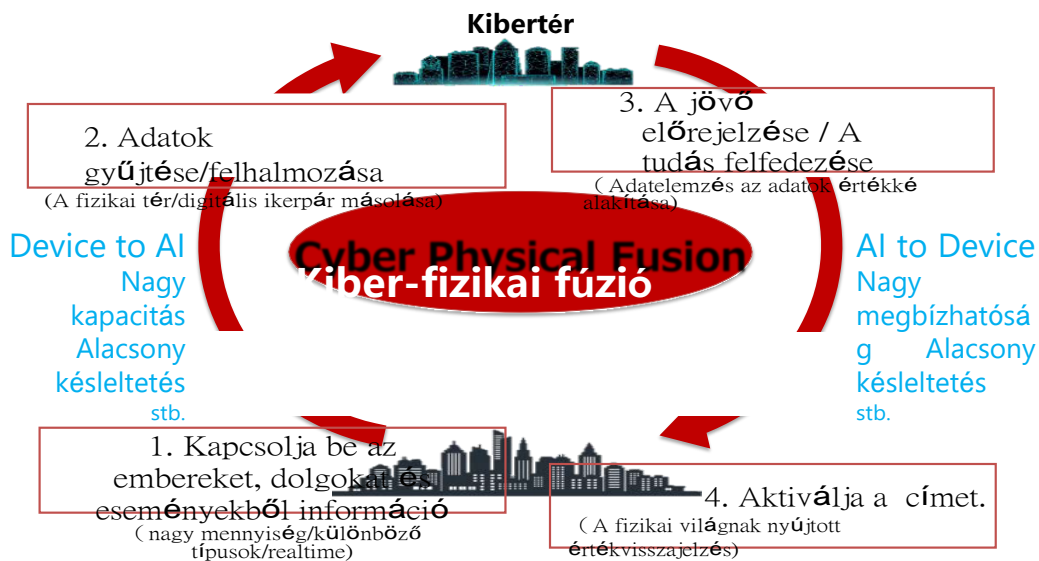 Kibertér
2. Adatok
gyűjtése/felhalmozása
(A fizikai tér/digitális ikerpár másolása)
3. A jövő
előrejelzése / A
tudás felfedezése
(Adatelemzés az adatok értékké
alakítása)
Device to AI
Nagy
kapacitás
Alacsony
késleltetés
stb.
Cyber Physical Fusion
Kiber-fizikai fúzió
AI to Device
Nagy
megbízhatósá
g Alacsony
késleltetés
stb.
1. Kapcsolja be az
embereket, dolgokat és
eseményekből információ
(nagy mennyiség/különböző
típusok/realtime)
4. Aktiválja a címet.
(A fizikai világnak nyújtott
értékvisszajelzés)